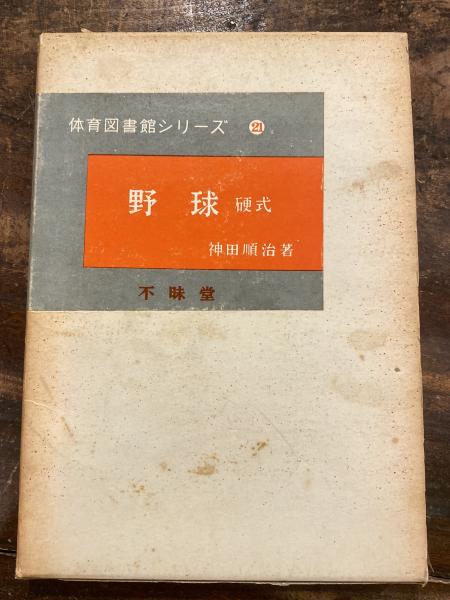 体育図書館シリーズ 21
野球 硬式
神田順治著
不昧堂